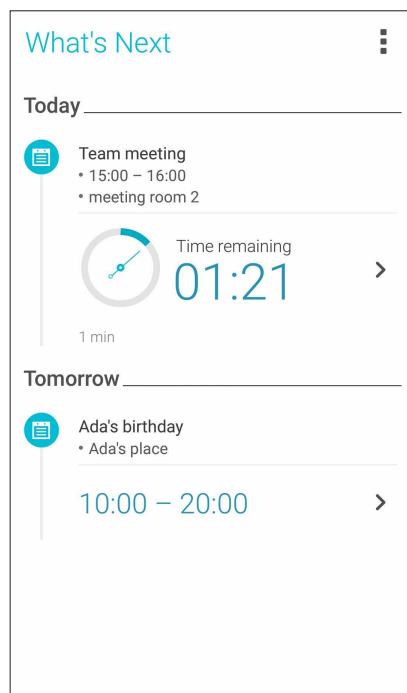 What's Next
Today
Team meeting
• 15:00 – 16:00
• meeting room 2
Time remaining
01:21
1 min
Tomorrow
Ada's birthday
• Ada's place
10:00 – 20:00